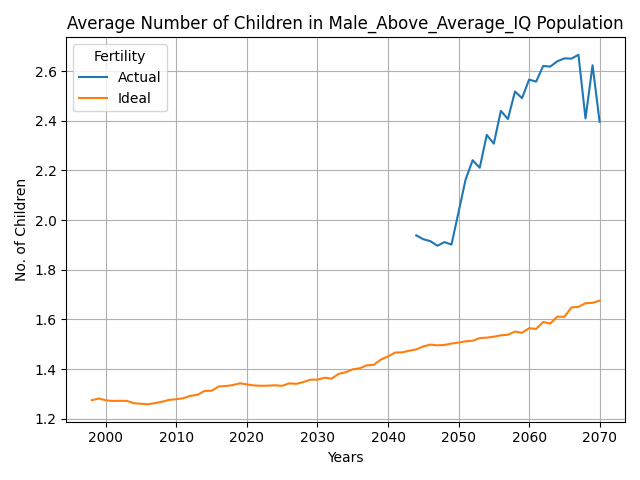 Average Number of Children in Male_Above_Average_IQ Population
Fertility
Actual
Ideal
No. of Children
2.6
2.4
2.2
2.0
1.8
1.6
1.4
1.2
2000 2010 2020 2030 2040 2050 2060 2070
Years